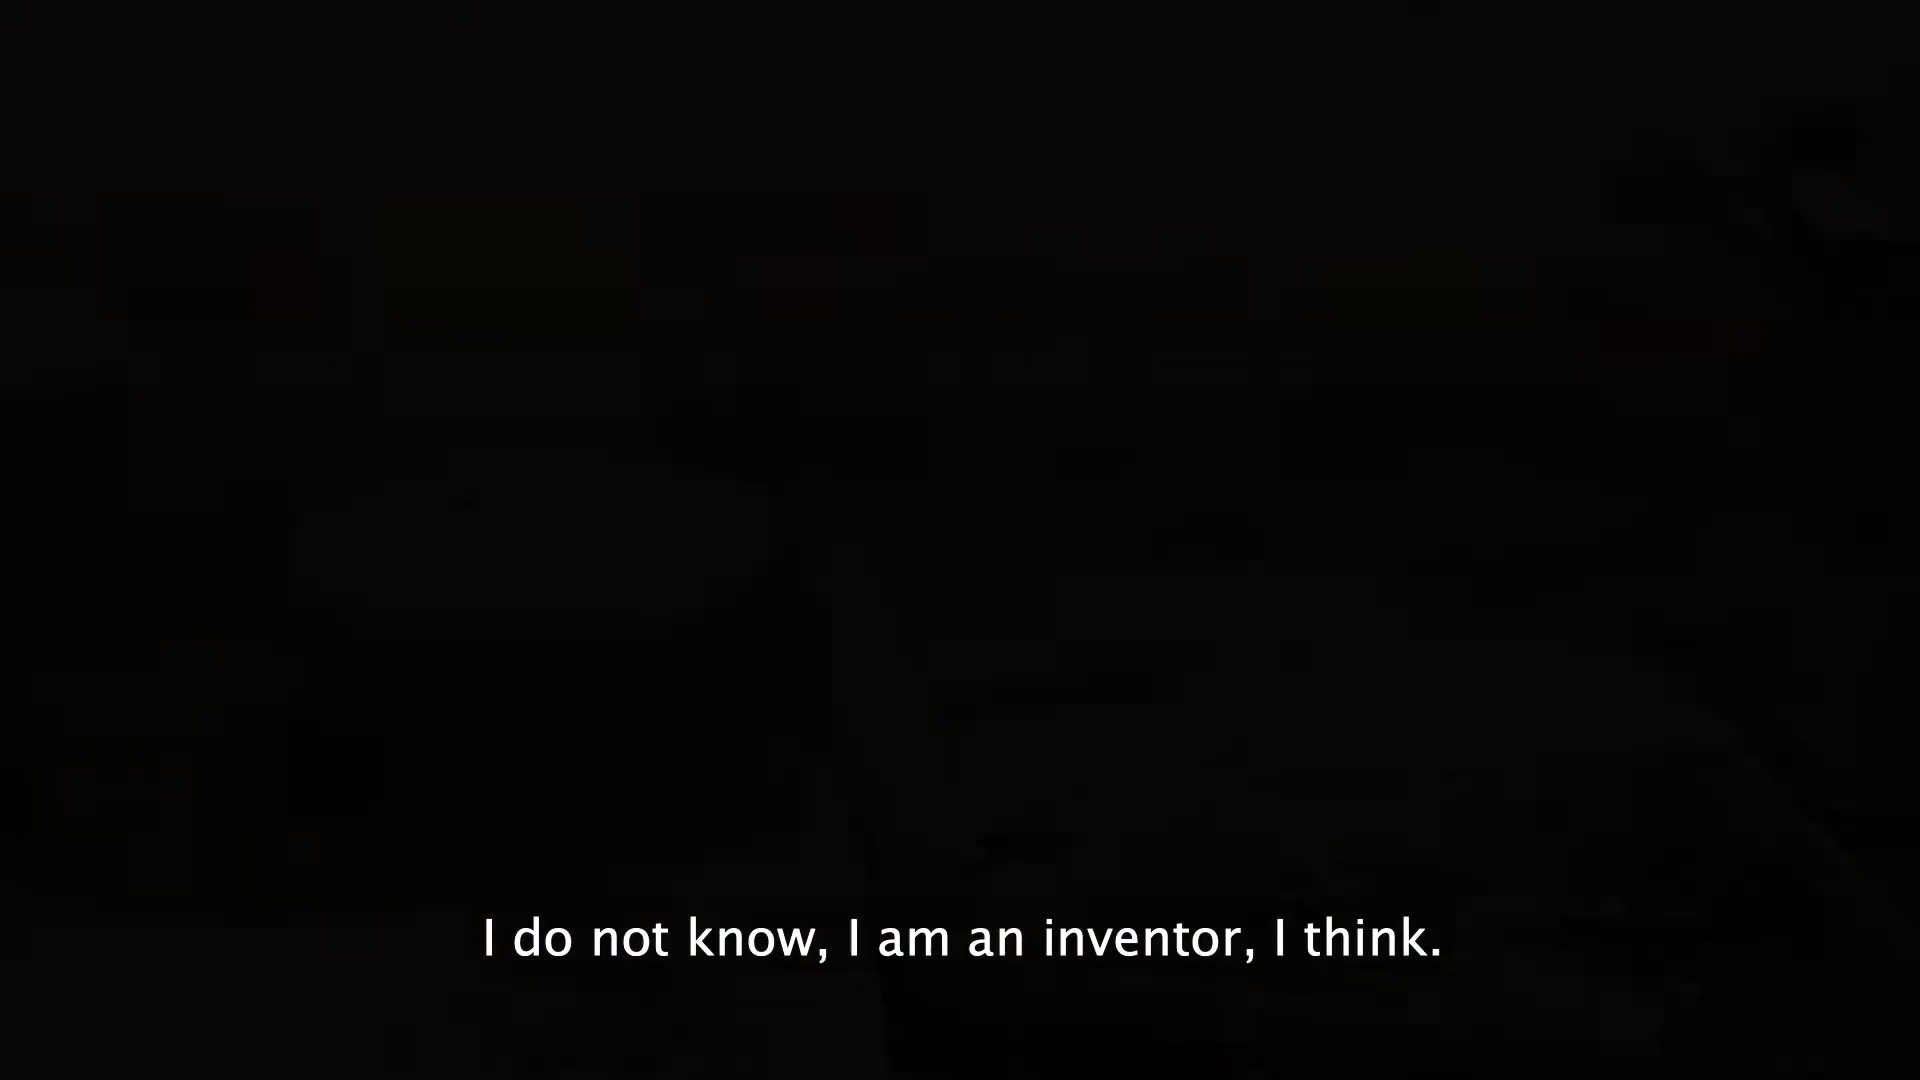 I do not know, I am an inventor, I think.